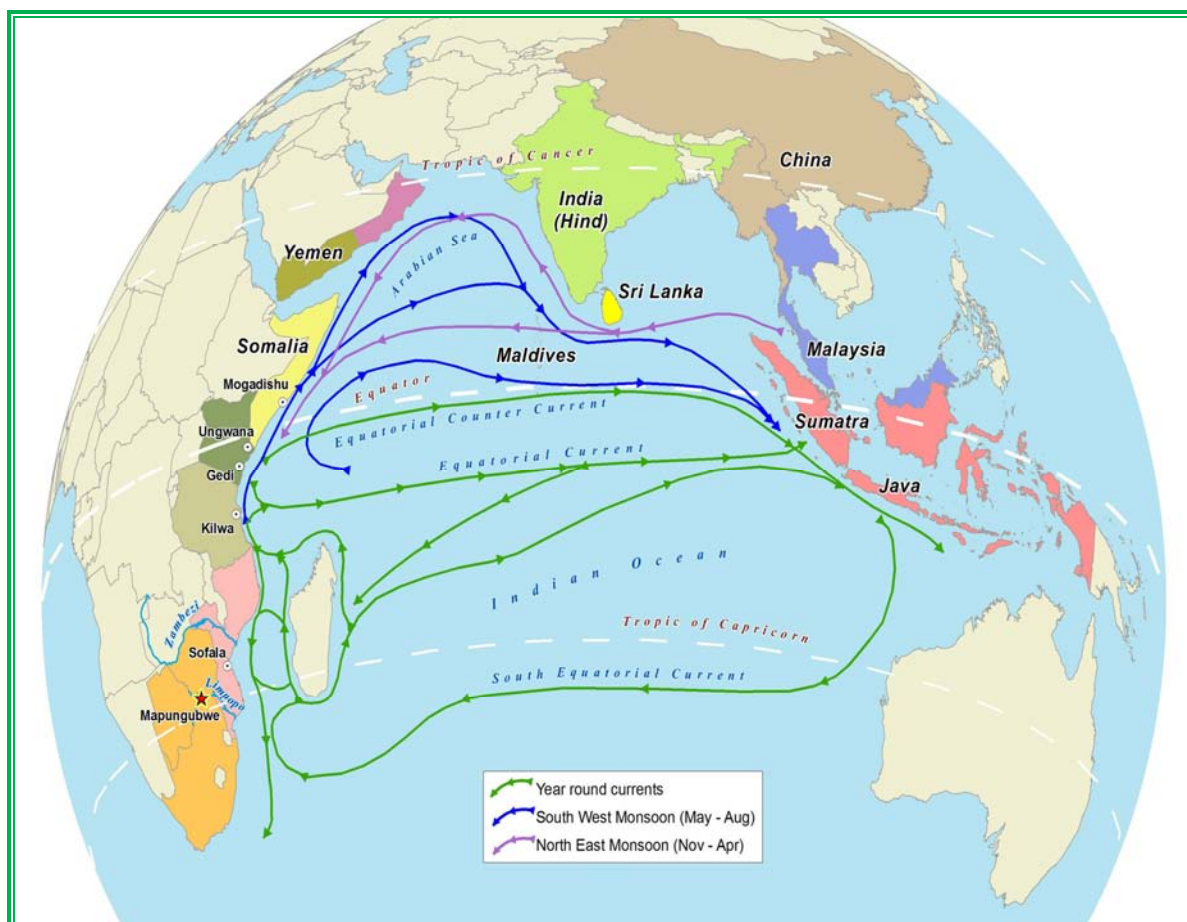 Tropic of Cancer
China
India
(Hind)
Yemen
Arabian Sea
Sri Lanka
Somalia
Maldives
Malaysia
Mogadishu
Equator
Ungwana
Equatorial Counter Current
Sumatra
Gedi
Equatorial Current
Java
Kilwa
Indian Ocean
Zambezi
Tropic of Capricorn
Sofala
South Equatorial Current
Limpopo
Mapungubwe
Year round currents
South West Monsoon (May - Aug)
North East Monsoon (Nov - Apr)